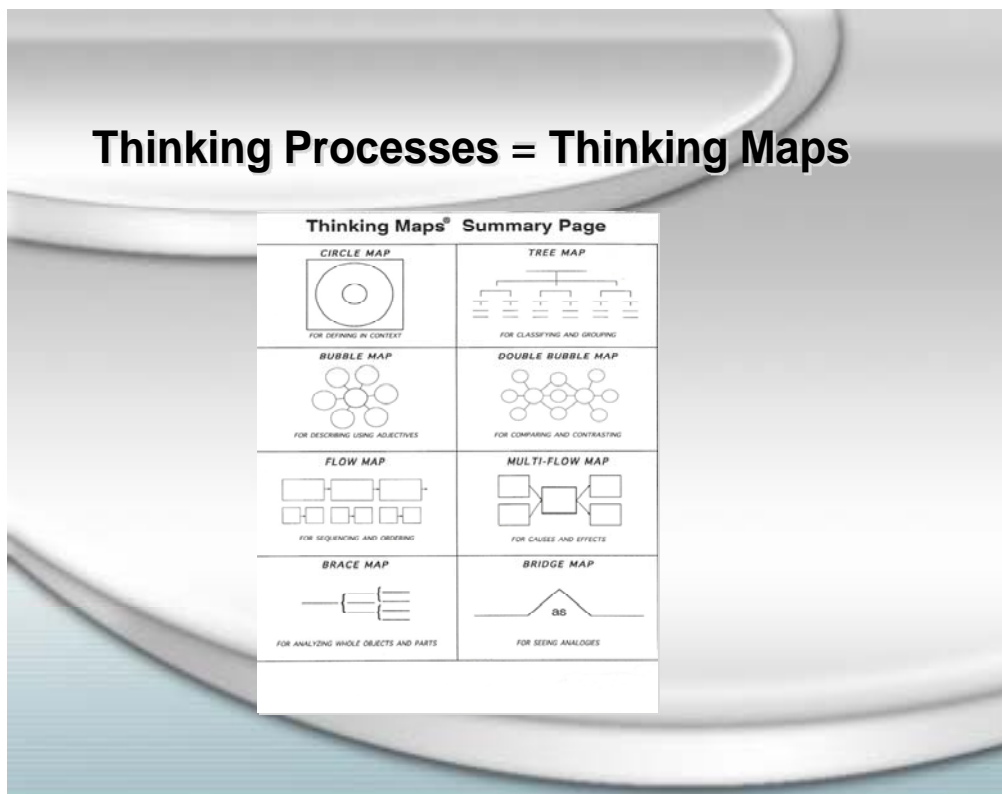 Thinking Processes = Thinking Maps
Thinking Maps® Summary Page
CIRCLE MAP
FOR DEFINING IN CONTEXT
TREE MAP
FOR CLASSIFYING AND GROUPING
BUBBLE MAP
FOR DESCRIBING USING ADJECTIVES
DOUBLE BUBBLE MAP
FOR COMPARING AND CONTRASTING
FLOW MAP
FOR SEQUENCING AND ORDERING
MULTI-FLOW MAP
FOR CAUSES AND EFFECTS
BRACE MAP
FOR ANALYZING WHOLE OBJECTS AND PARTS
BRIDGE MAP
as
FOR SEEING ANALOGIES